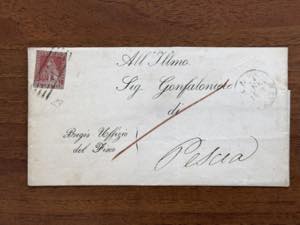 All' Illmo.
Sig. Gonfaloniere
di
Regio Uffizio
del Fisco
Pescia